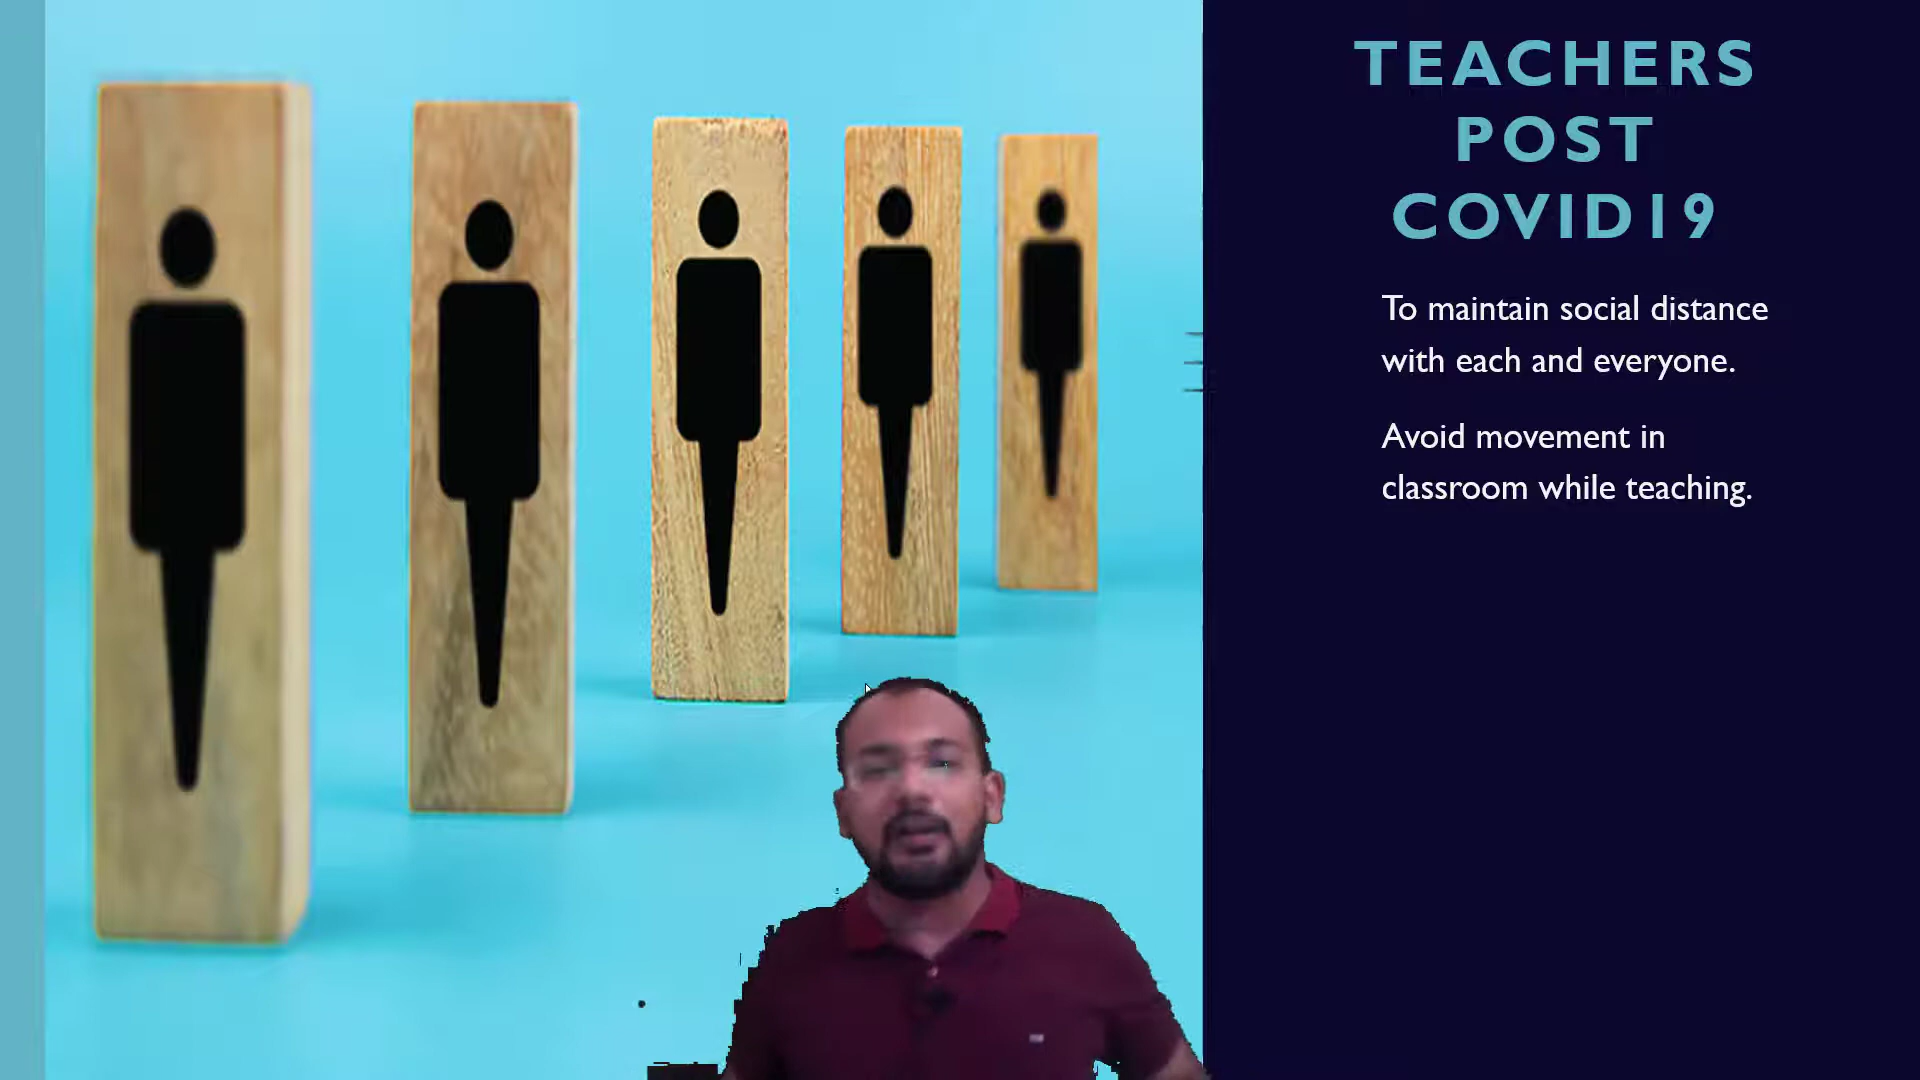 TEACHERS
POST
COVID19
To maintain social distance
with each and everyone.
Avoid movement in
classroom while teaching.